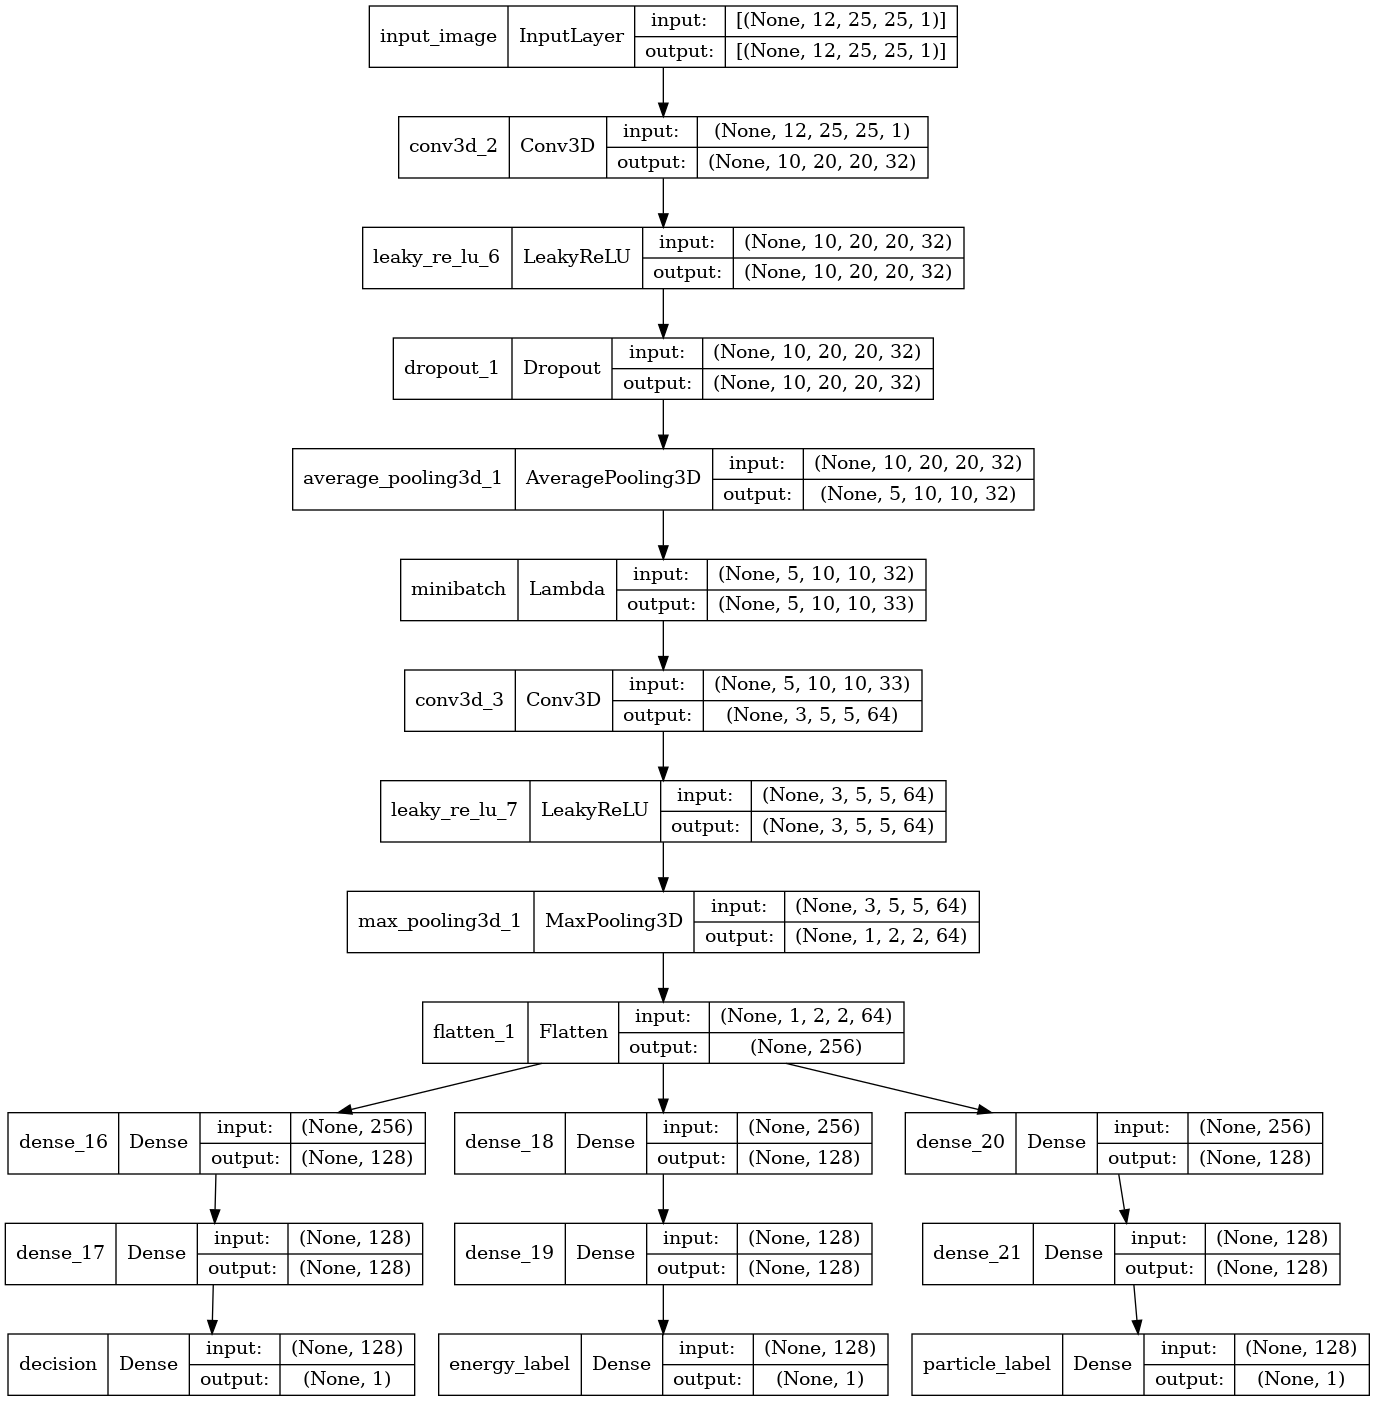 input_image InputLayer input: [(None, 12, 25, 25, 1)]
output: [(None, 12, 25, 25, 1)]
conv3d_2 Conv3D input: (None, 12, 25, 25, 1)
output: (None, 10, 20, 20, 32)
leaky_re_lu_6 LeakyReLU input: (None, 10, 20, 20, 32)
output: (None, 10, 20, 20, 32)
dropout_1 Dropout input: (None, 10, 20, 20, 32)
output: (None, 10, 20, 20, 32)
average_pooling3d_1 AveragePooling3D input: (None, 10, 20, 20, 32)
output: (None, 5, 10, 10, 32)
minibatch Lambda input: (None, 5, 10, 10, 32)
output: (None, 5, 10, 10, 33)
conv3d_3 Conv3D input: (None, 5, 10, 10, 33)
output: (None, 3, 5, 5, 64)
leaky_re_lu_7 LeakyReLU input: (None, 3, 5, 5, 64)
output: (None, 3, 5, 5, 64)
max_pooling3d_1 MaxPooling3D input: (None, 3, 5, 5, 64)
output: (None, 1, 2, 2, 64)
flatten_1 Flatten input: (None, 1, 2, 2, 64)
output: (None, 256)
dense_16 Dense input: (None, 256)
output: (None, 128)
dense_18 Dense input: (None, 256)
output: (None, 128)
dense_20 Dense input: (None, 256)
output: (None, 128)
dense_17 Dense input: (None, 128)
output: (None, 128)
dense_19 Dense input: (None, 128)
output: (None, 128)
dense_21 Dense input: (None, 128)
output: (None, 128)
decision Dense input: (None, 128)
output: (None, 1)
energy_label Dense input: (None, 128)
output: (None, 1)
particle_label Dense input: (None, 128)
output: (None, 1)